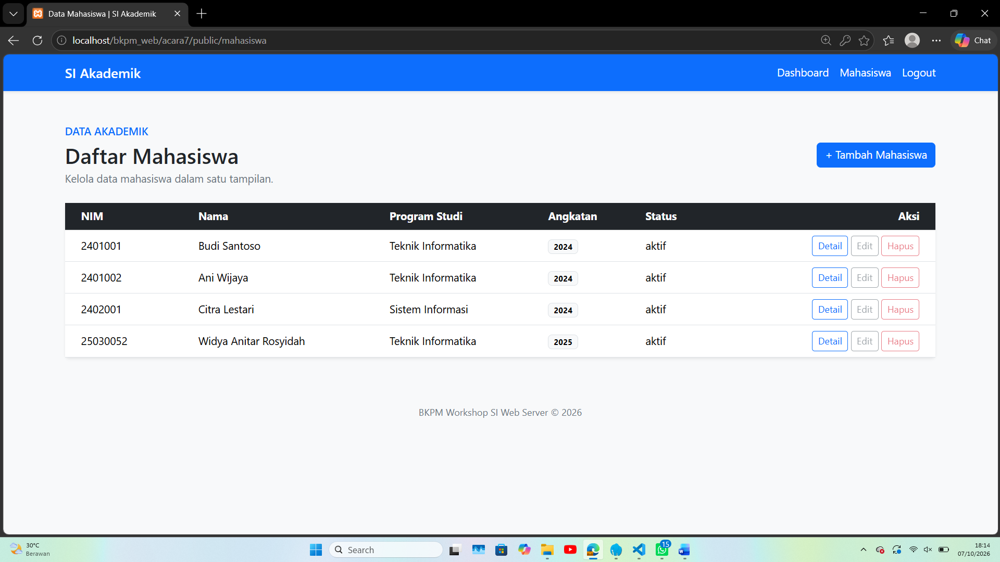 Data Mahasiswa | SI Akademik
localhost/bkpm_web/acara7/public/mahasiswa
Chat
SI Akademik
Dashboard Mahasiswa Logout
DATA AKADEMIK
Daftar Mahasiswa
+ Tambah Mahasiswa
Kelola data mahasiswa dalam satu tampilan.
NIM Nama Program Studi Angkatan Status Aksi
2401001 Budi Santoso Teknik Informatika 2024 aktif Detail Edit Hapus
2401002 Ani Wijaya Teknik Informatika 2024 aktif Detail Edit Hapus
2402001 Citra Lestari Sistem Informasi 2024 aktif Detail Edit Hapus
25030052 Widya Anitar Rosyidah Teknik Informatika 2025 aktif Detail Edit Hapus
BKPM Workshop SI Web Server © 2026
30°C
Berawan
Search
15
18:14
07/10/2026